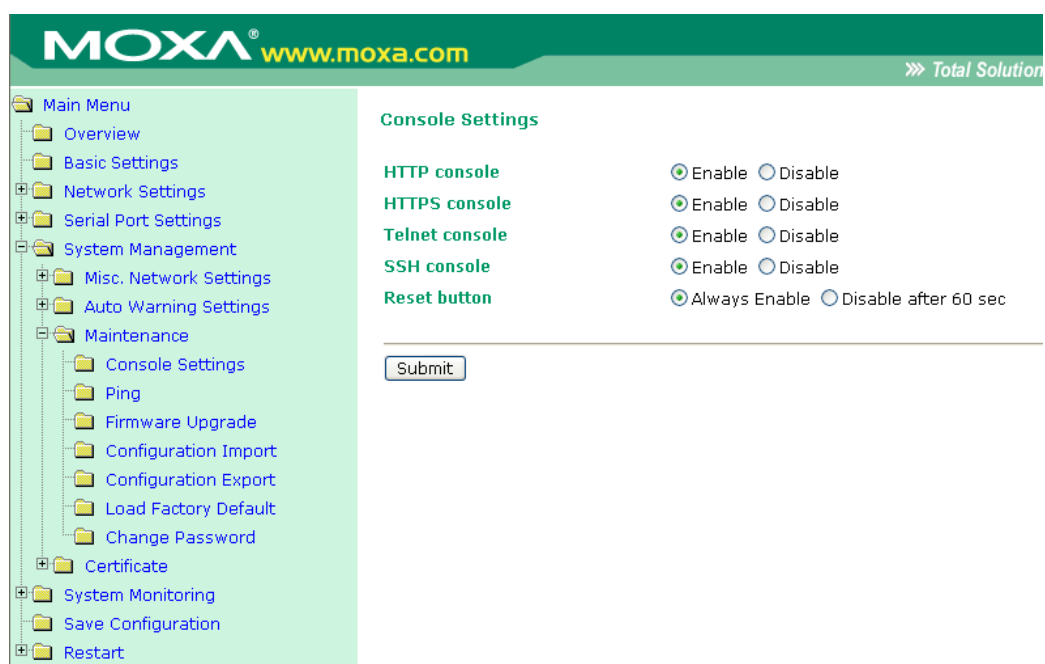 MOXA® www.moxa.com
>>> Total Solution
Main Menu
Overview
Basic Settings
Network Settings
Serial Port Settings
System Management
Misc. Network Settings
Auto Warning Settings
Maintenance
Console Settings
Ping
Firmware Upgrade
Configuration Import
Configuration Export
Load Factory Default
Change Password
Certificate
System Monitoring
Save Configuration
Restart
Console Settings
HTTP console Enable Disable
HTTPS console Enable Disable
Telnet console Enable Disable
SSH console Enable Disable
Reset button Always Enable Disable after 60 sec
Submit